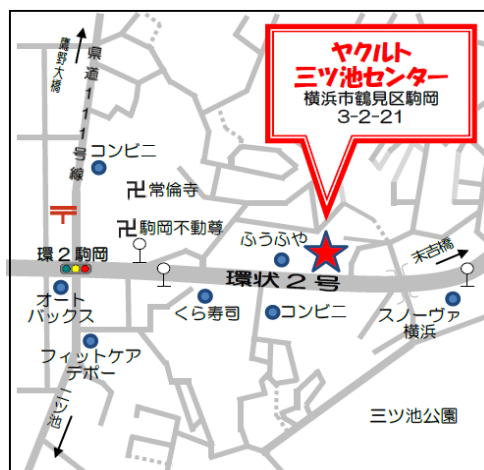 ヤクルト
三ツ池センター
横浜市鶴見区駒岡
3-2-21
鷹野大橋
県道111号線
コンビニ
常倫寺
駒岡不動尊
ふうふや
末吉橋
環2駒岡
環状2号
オート
バックス
くら寿司
コンビニ
スノーヴァ
横浜
フィットケア
デポー
二ツ池
三ツ池公園